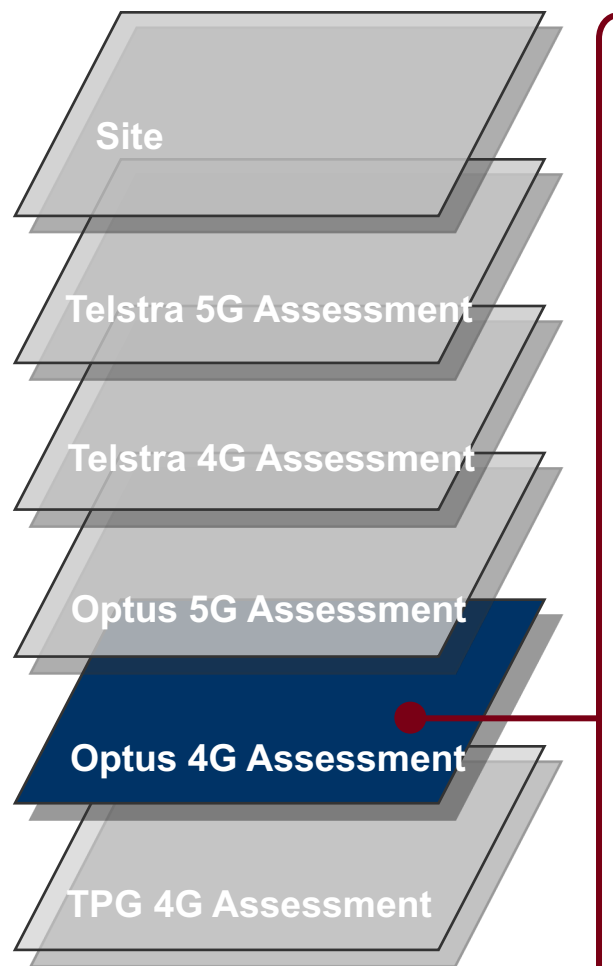 Site
Telstra 5G Assessment
Telstra 4G Assessment
Optus 5G Assessment
Optus 4G Assessment
TPG 4G Assessment